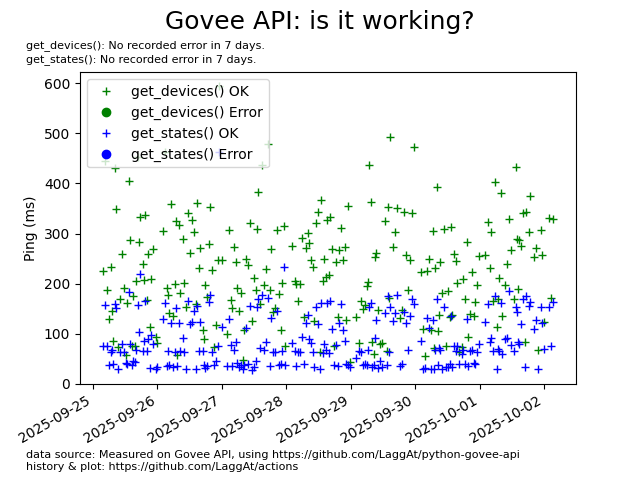 Govee API: is it working?
get_devices(): No recorded error in 7 days.
get_states(): No recorded error in 7 days.
get_devices() OK
get_devices() Error
get_states() OK
get_states() Error
Ping (ms)
600
500
400
300
200
100
0
2025-09-25
2025-09-26
2025-09-27
2025-09-28
2025-09-29
2025-09-30
2025-10-01
2025-10-02
data source: Measured on Govee API, using https://github.com/LaggAt/python-govee-api
history & plot: https://github.com/LaggAt/actions